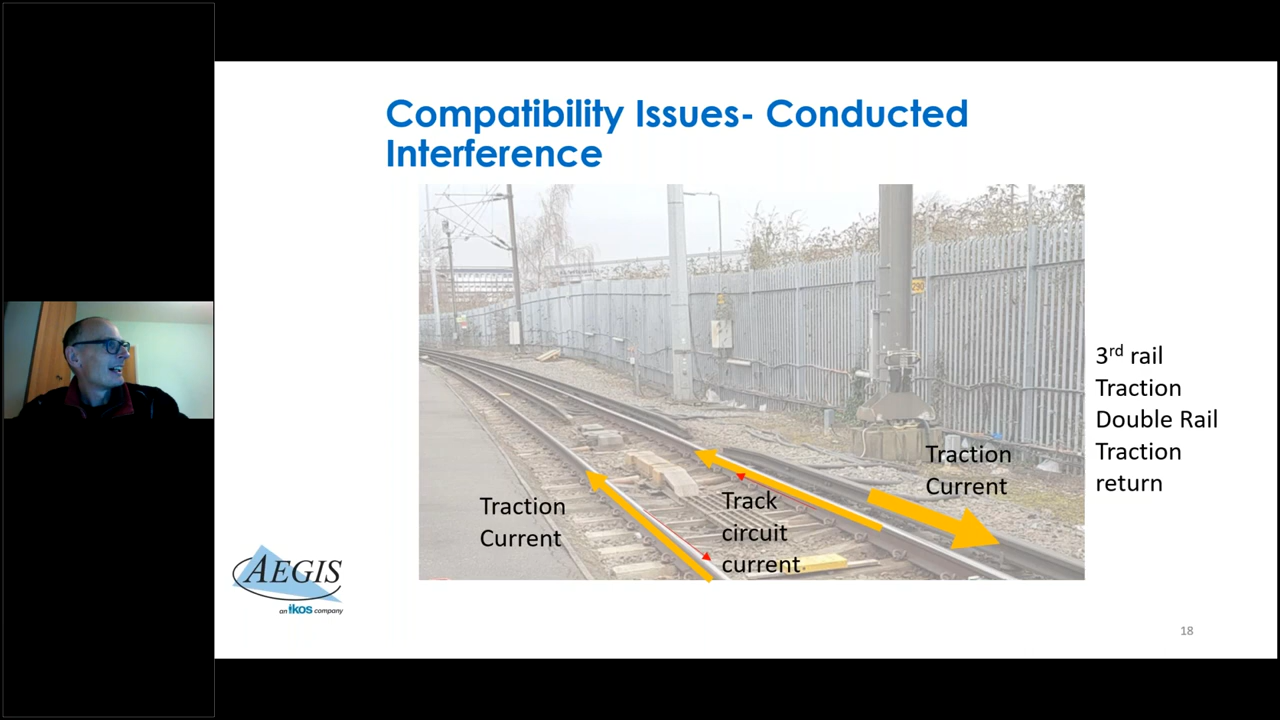 Compatibility Issues- Conducted
Interference
3rd rail
Traction
Double Rail
Traction
return
Traction
Current
Traction
Current
Track
circuit
current
AEGIS
an ikos company
18